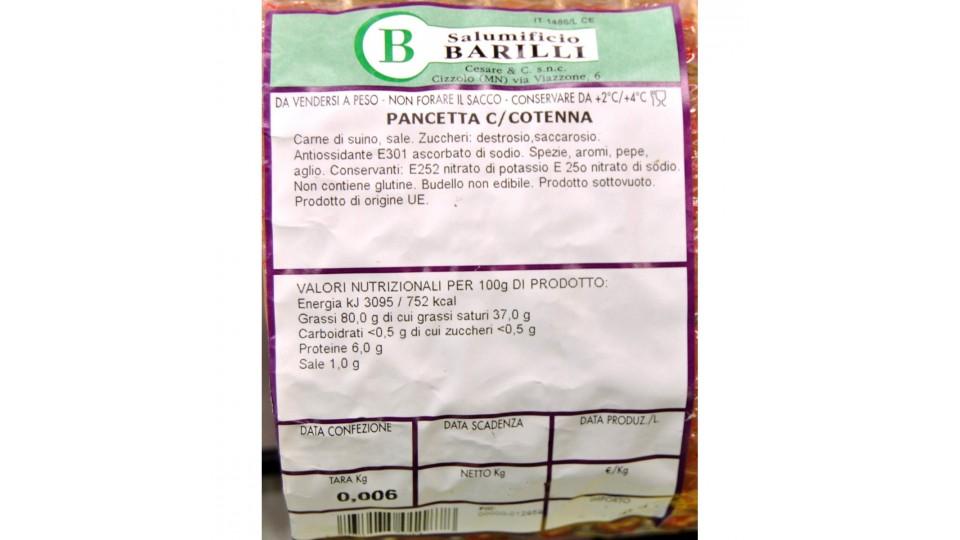 IT 1486/L CE
B
Salumificio
BARILLI
Cesare & C. s.n.c.
Cizzolo (MN) via Viazzone, 6
DA VENDERSI A PESO - NON FORARE IL SACCO - CONSERVARE DA +2°C/+4°C
PANCETTA C/COTENNA
Carne di suino, sale. Zuccheri: destrosio,saccarosio.
Antiossidante E301 ascorbato di sodio. Spezie, aromi, pepe,
aglio. Conservanti: E252 nitrato di potassio E 25o nitrato di sodio.
Non contiene glutine. Budello non edibile. Prodotto sottovuoto.
Prodotto di origine UE.
VALORI NUTRIZIONALI PER 100g DI PRODOTTO:
Energia kJ 3095 / 752 kcal
Grassi 80,0 g di cui grassi saturi 37,0 g
Carboidrati <0,5 g di cui zuccheri <0,5 g
Proteine 6,0 g
Sale 1,0 g
DATA CONFEZIONE DATA SCADENZA DATA PRODUZ./L
TARA Kg NETTO Kg €/Kg
0,006
IMPORTO